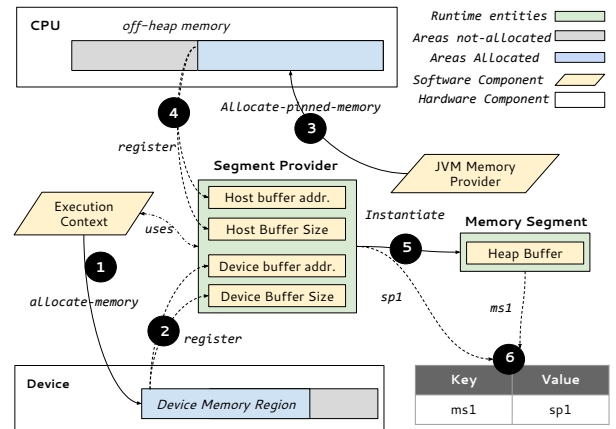 CPU
off-heap memory
Runtime entities
Areas not-allocated
Areas Allocated
Software Component
Hardware Component
4
Allocate-pinned-memory
3
register
Segment Provider
JVM Memory
Provider
Execution
Context
Host buffer addr.
Host Buffer Size
Device buffer addr.
Device Buffer Size
uses
Instantiate
5
Memory Segment
Heap Buffer
1
allocate-memory
2
register
sp1
ms1
6
Device
Device Memory Region
Key Value
ms1 sp1